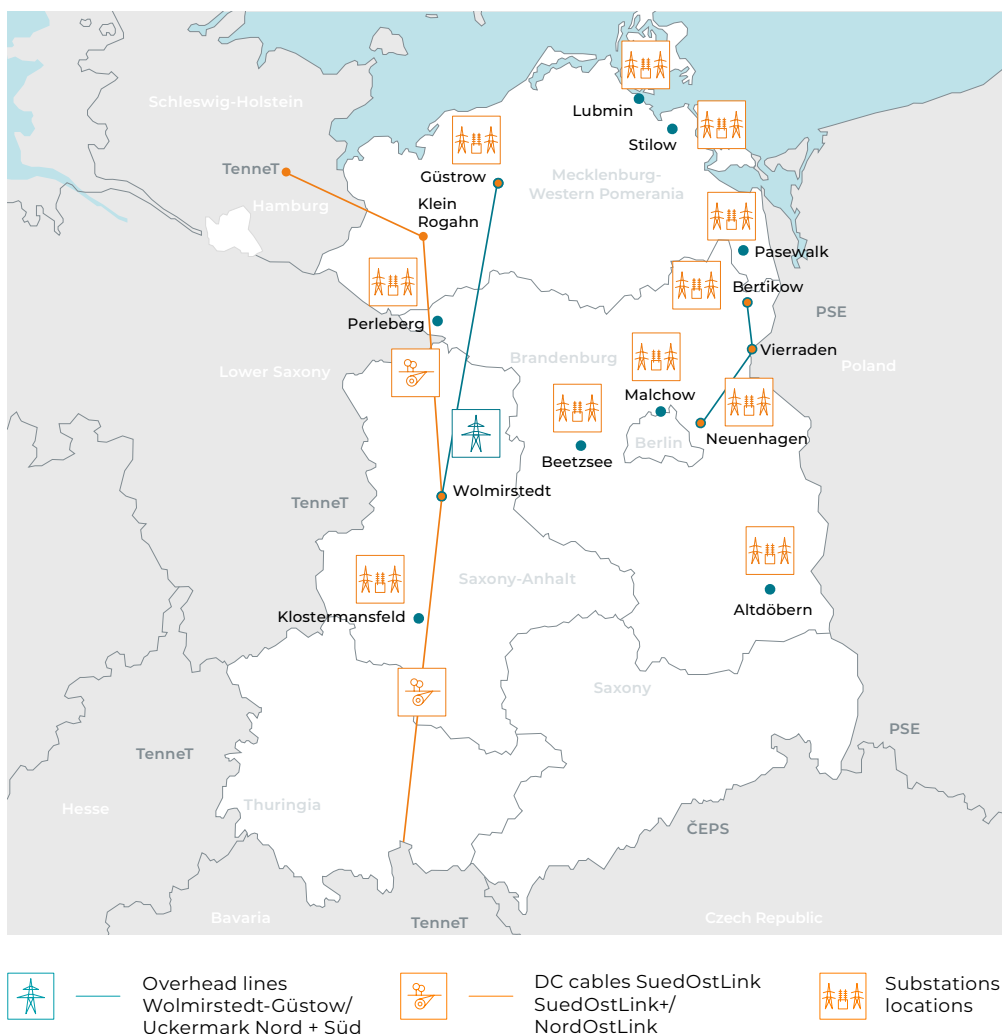 Schleswig-Holstein
Lubmin
Stilow
TenneT
Güstrow
Mecklenburg-
Western Pomerania
Hamburg
Klein
Rogahn
Pasewalk
Bertikow
PSE
Perleberg
Vierraden
Brandenburg
Lower Saxony
Poland
Malchow
Neuenhagen
Berlin
Beetzsee
Wolmirstedt
TenneT
Saxony-Anhalt
Klostermansfeld
Altdöbern
Saxony
PSE
TenneT
Hesse
Thuringia
ČEPS
Bavaria
TenneT
Czech Republic
Overhead lines
Wolmirstedt-Güstow/
Uckermark Nord + Süd
DC cables SuedOstLink
SuedOstLink+/
NordOstLink
Substations
locations